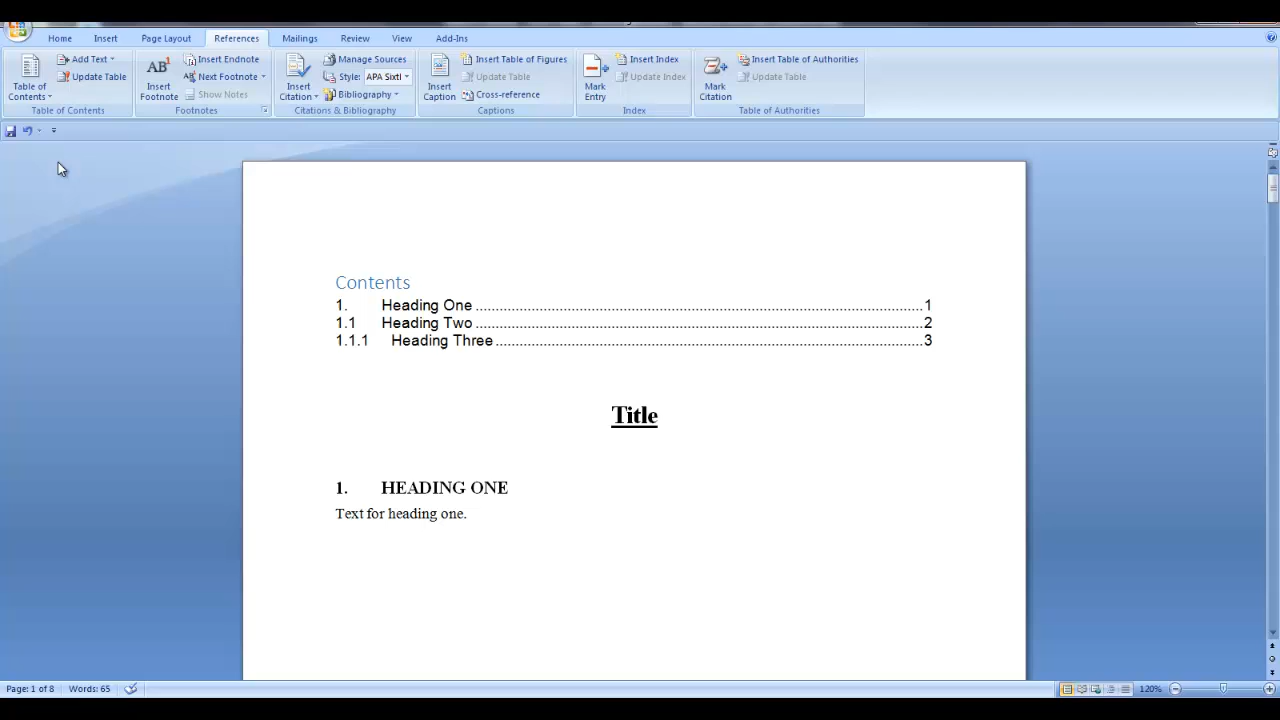 Home Insert Page Layout References Mailings Review View Add-Ins
Table of Contents
Add Text
Update Table
Table of Contents
AB1
Insert Footnote
Insert Endnote
Next Footnote
Show Notes
Footnotes
Insert Citation
Manage Sources
Style: APA Sixtl
Bibliography
Citations & Bibliography
Insert Caption
Insert Table of Figures
Update Table
Cross-reference
Captions
Mark Entry
Insert Index
Update Index
Index
Mark Citation
Insert Table of Authorities
Update Table
Table of Authorities
Contents
1. Heading One ........ 1
1.1 Heading Two ........ 2
1.1.1 Heading Three ........ 3
Title
1. HEADING ONE
Text for heading one.
Page: 1 of 8 Words: 65 120%